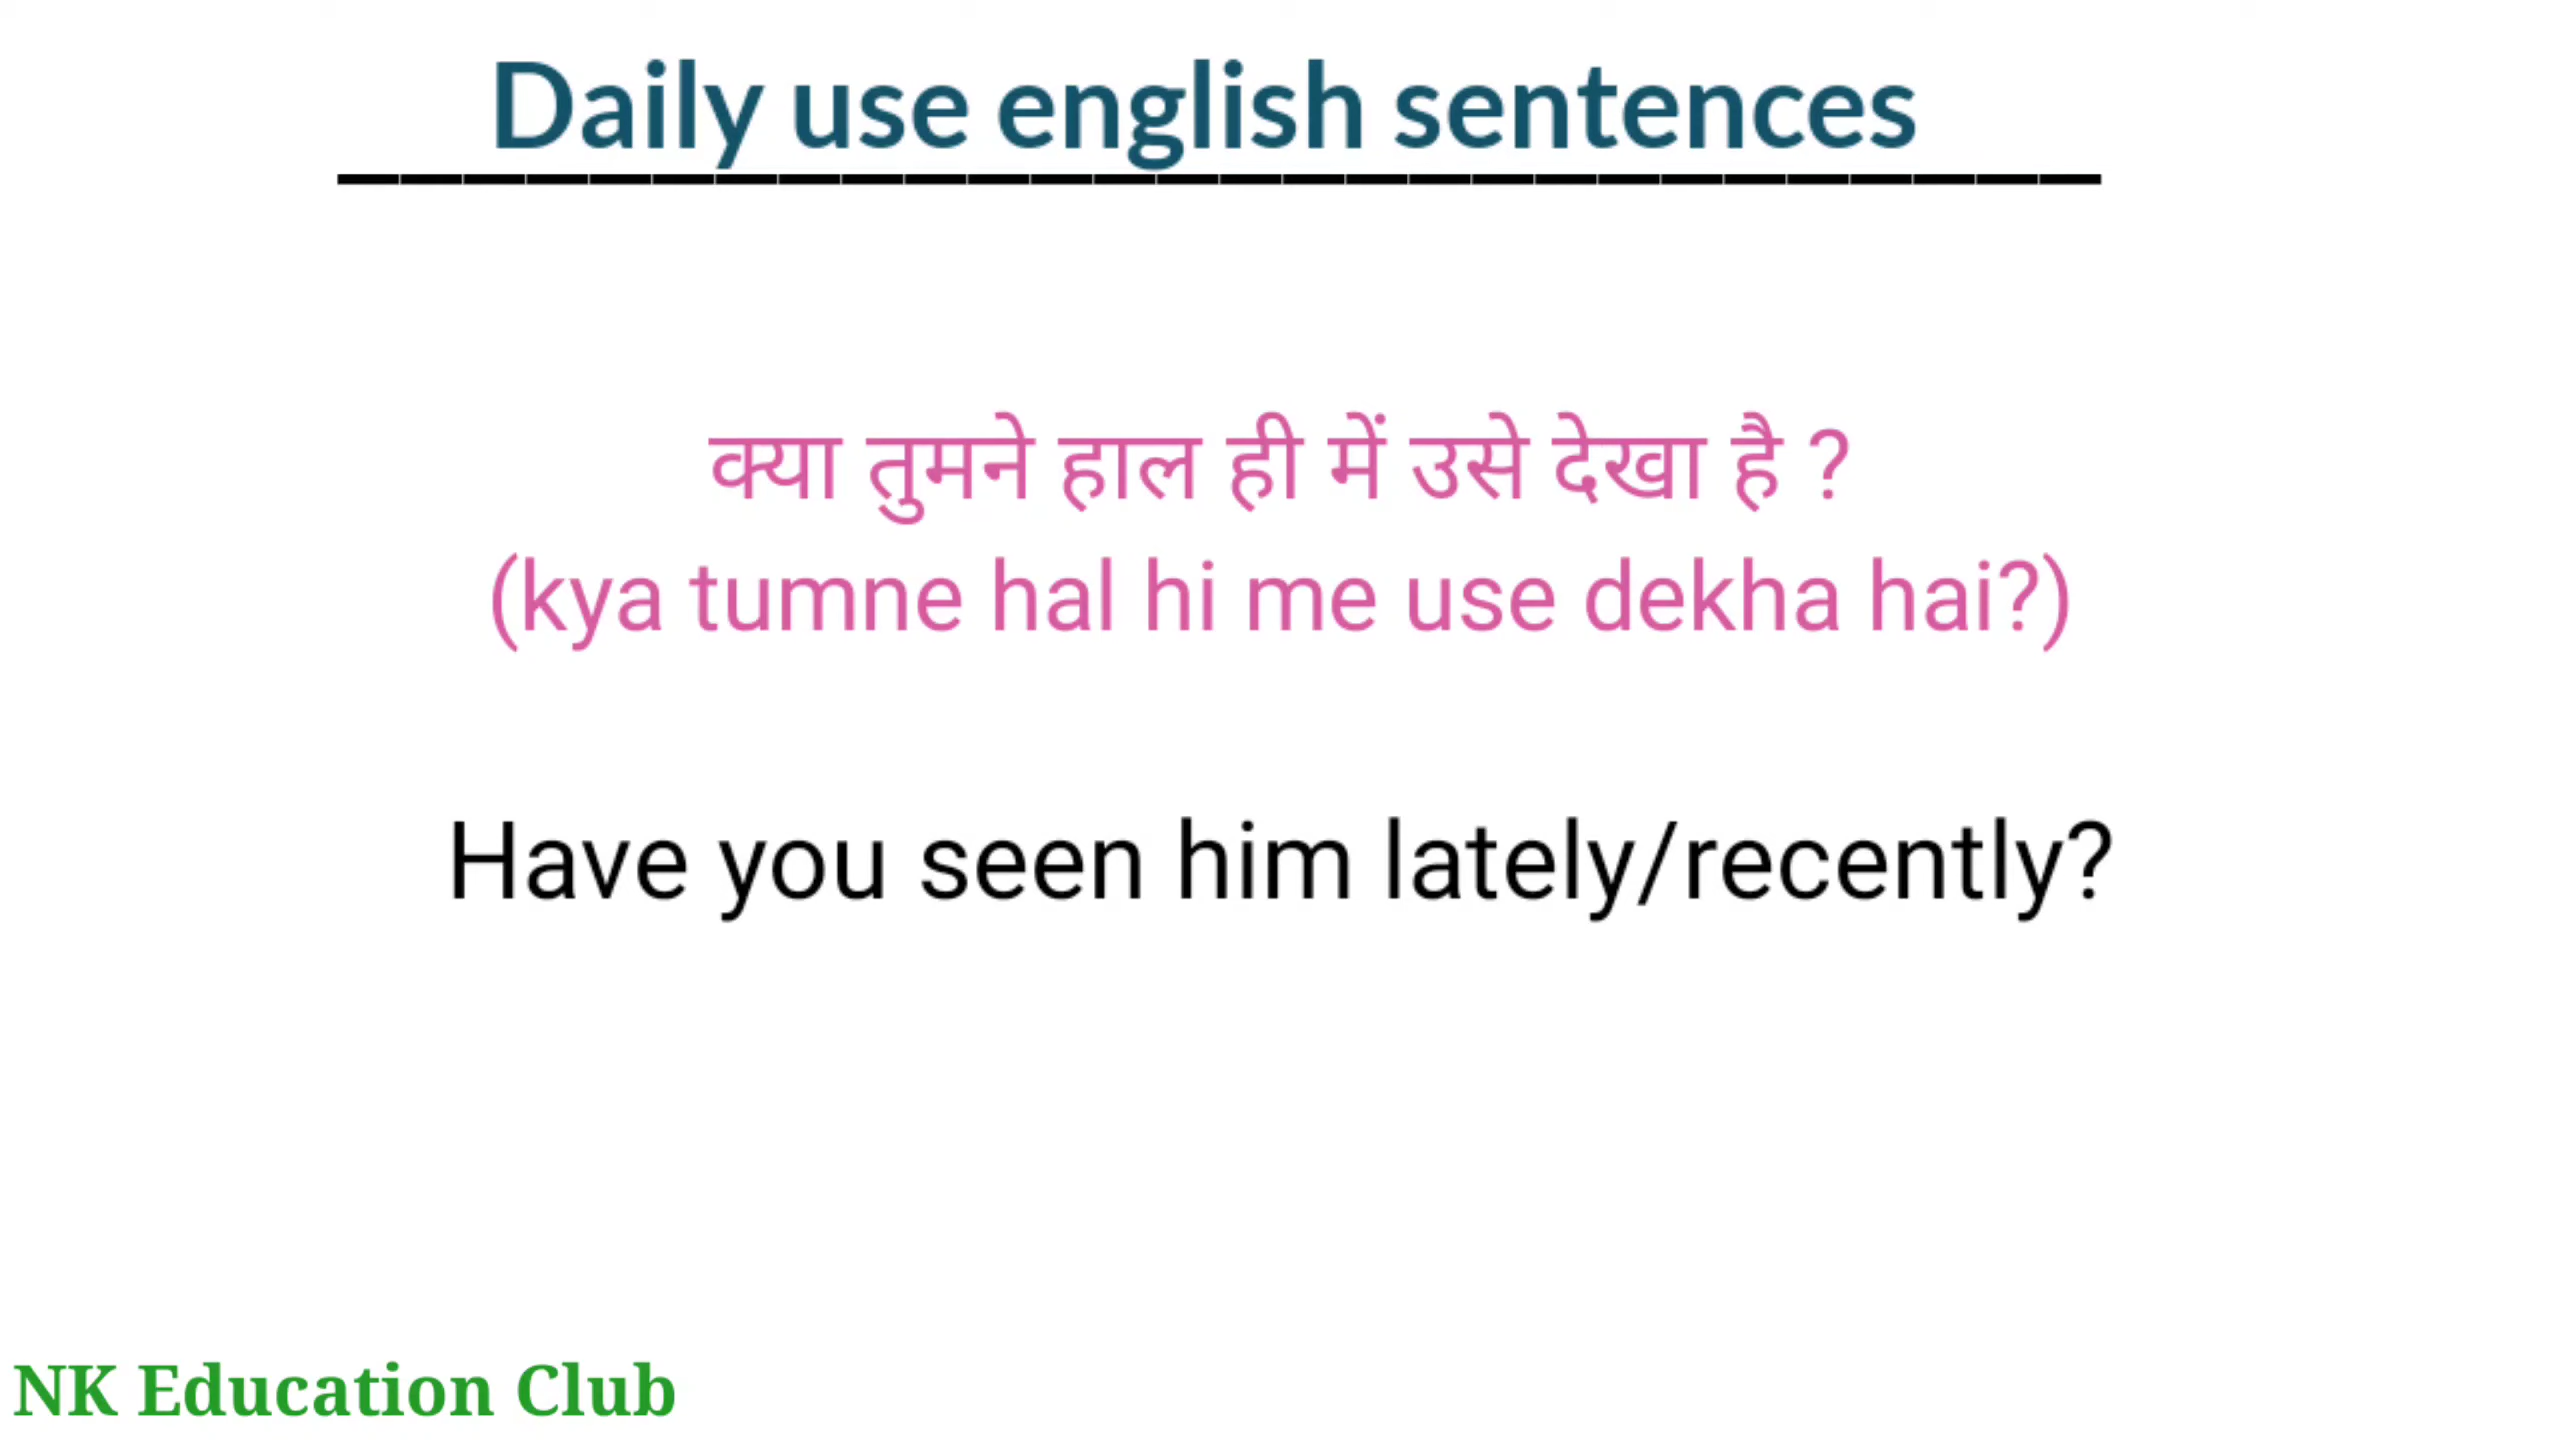 Daily use english sentences
क्या तुमने हाल ही में उसे देखा है ?
(kya tumne hal hi me use dekha hai?)
Have you seen him lately/recently?
NK Education Club